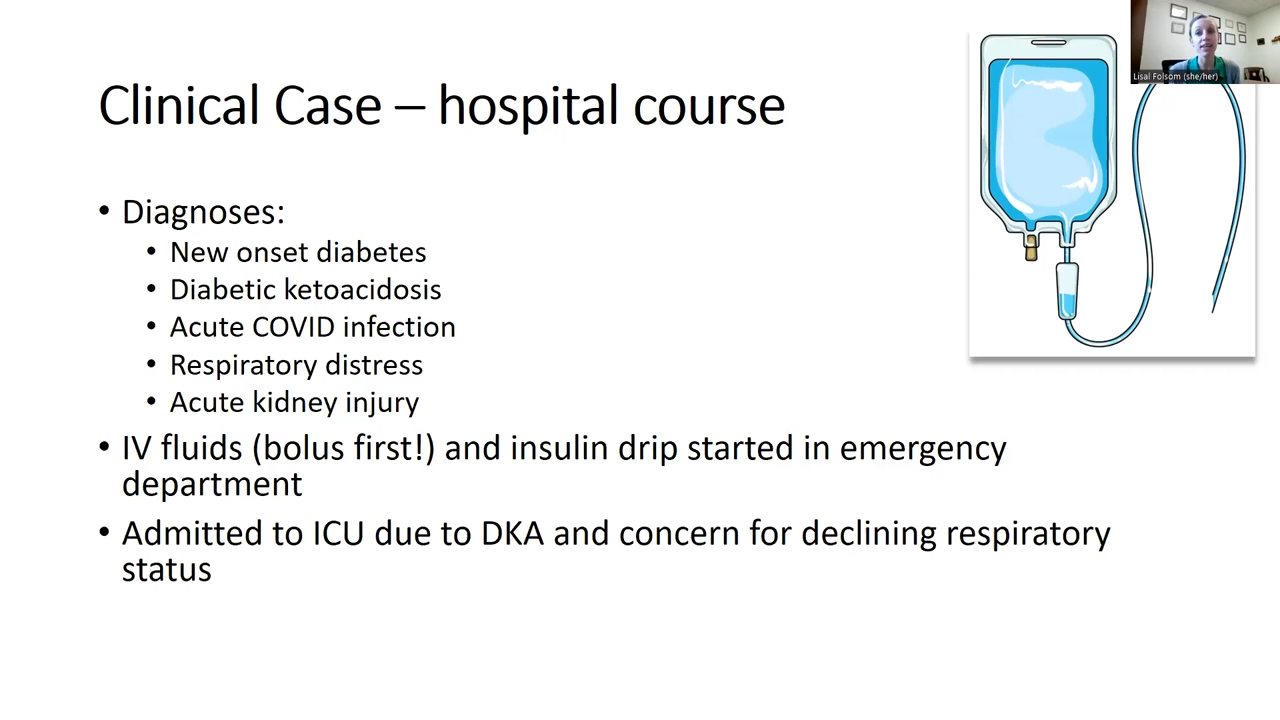 Lisal Folsom (she/her)
Clinical Case – hospital course
• Diagnoses:
• New onset diabetes
• Diabetic ketoacidosis
• Acute COVID infection
• Respiratory distress
• Acute kidney injury
• IV fluids (bolus first!) and insulin drip started in emergency
department
• Admitted to ICU due to DKA and concern for declining respiratory
status